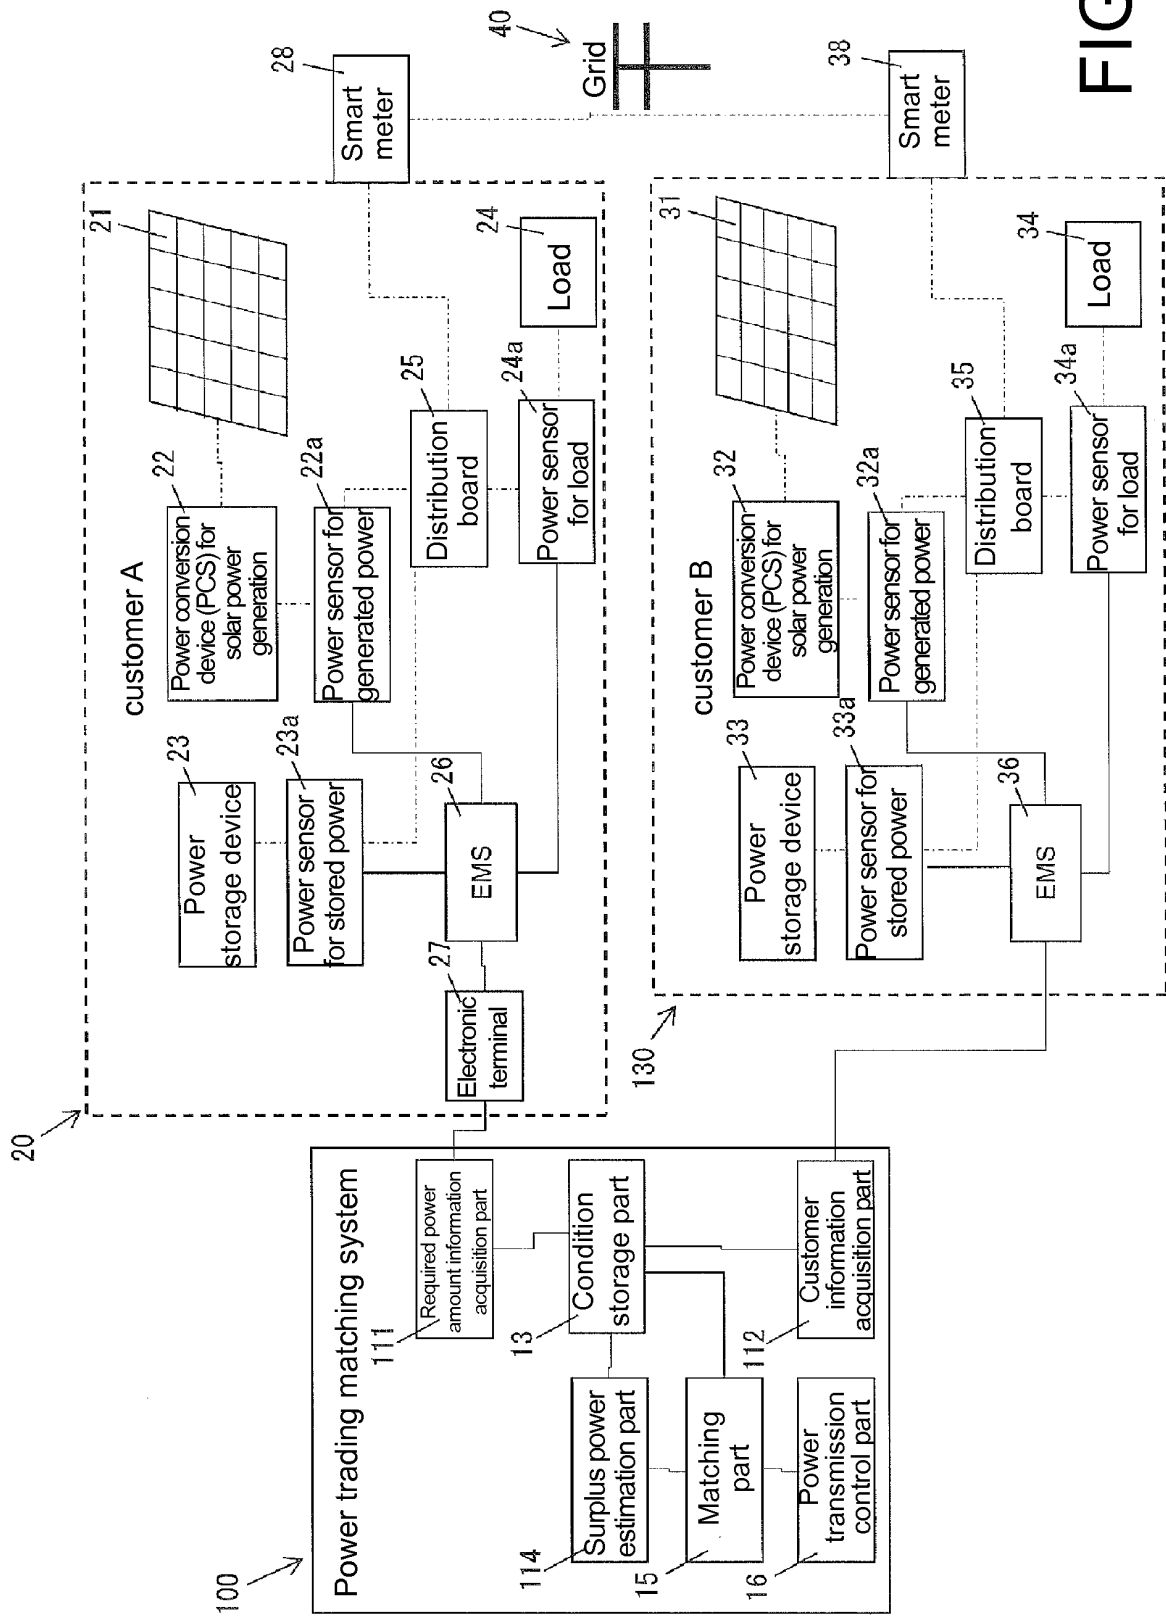 FIG
100
Power trading matching system
111
Required power
amount information
acquisition part
13
Condition
storage part
112
Customer
information
acquisition part
114
Surplus power
estimation part
15
Matching
part
16
Power
transmission
control part
20
customer A
21
22
Power conversion
device (PCS) for
solar power
generation
22a
Power sensor for
generated power
23
Power
storage device
23a
Power sensor
for stored power
24
Load
24a
Power sensor
for load
25
Distribution
board
26
EMS
27
Electronic
terminal
28
Smart
meter
40
Grid
38
Smart
meter
130
customer B
31
32
Power conversion
device (PCS) for
solar power
generation
32a
Power sensor for
generated power
33
Power
storage device
33a
Power sensor for
stored power
34
Load
34a
Power sensor
for load
35
Distribution
board
36
EMS